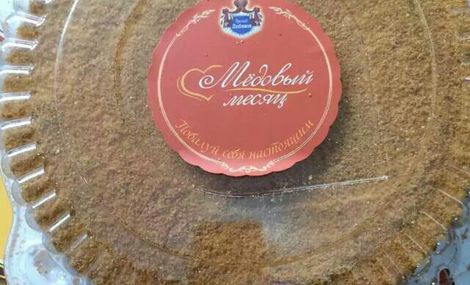 Медовый
месяц
Побалуй себя настоящим